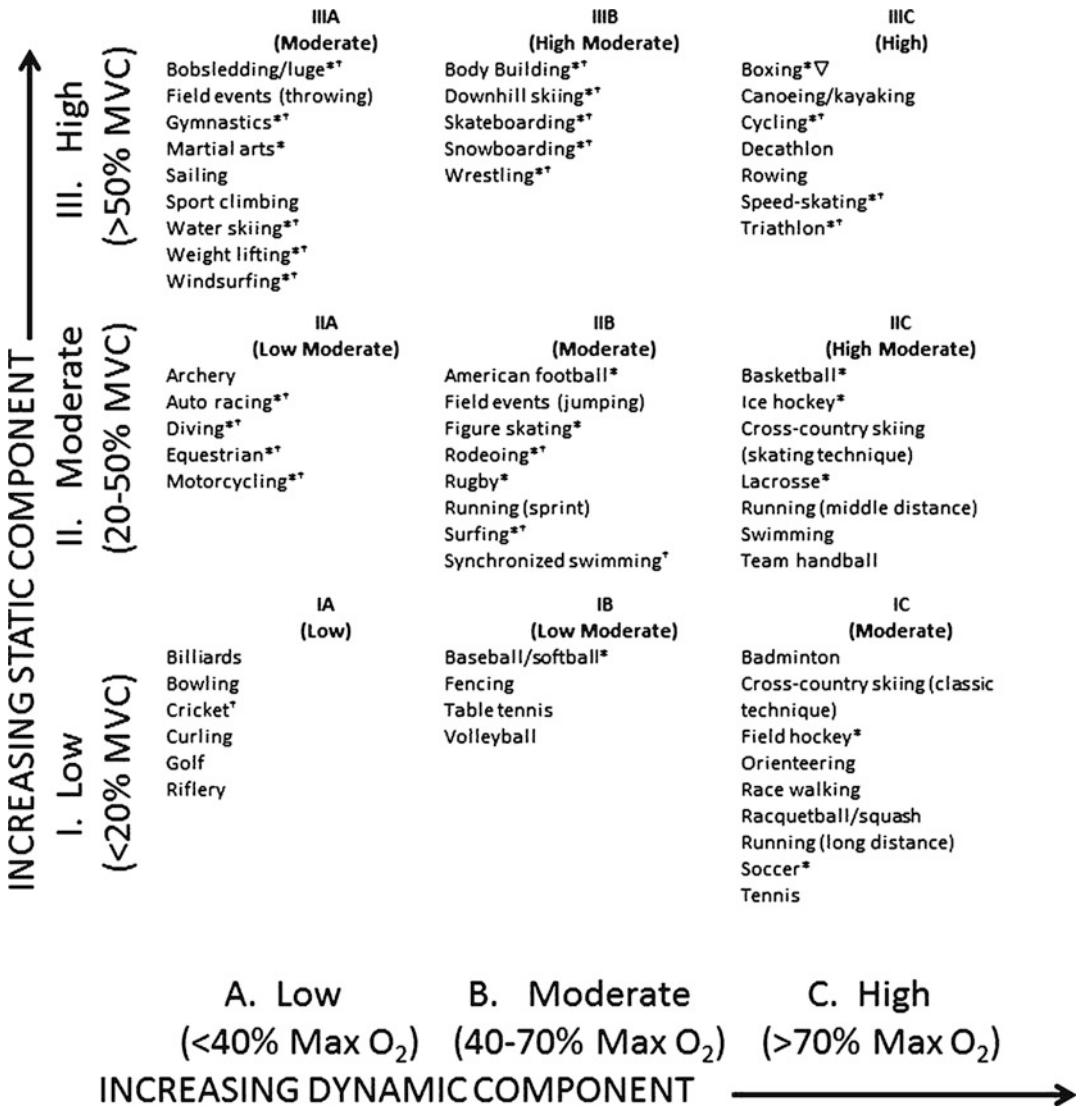 INCREASING STATIC COMPONENT
III. High
(>50% MVC)
IIIA
(Moderate)
Bobsledding/luge*†
Field events (throwing)
Gymnastics*†
Martial arts*
Sailing
Sport climbing
Water skiing*†
Weight lifting*†
Windsurfing*†
IIIB
(High Moderate)
Body Building*†
Downhill skiing*†
Skateboarding*†
Snowboarding*†
Wrestling*†
IIIC
(High)
Boxing*∇
Canoeing/kayaking
Cycling*†
Decathlon
Rowing
Speed-skating*†
Triathlon*†
II. Moderate
(20-50% MVC)
IIA
(Low Moderate)
Archery
Auto racing*†
Diving*†
Equestrian*†
Motorcycling*†
IIB
(Moderate)
American football*
Field events (jumping)
Figure skating*
Rodeoing*†
Rugby*
Running (sprint)
Surfing*†
Synchronized swimming†
IIC
(High Moderate)
Basketball*
Ice hockey*
Cross-country skiing
(skating technique)
Lacrosse*
Running (middle distance)
Swimming
Team handball
I. Low
(<20% MVC)
IA
(Low)
Billiards
Bowling
Cricket†
Curling
Golf
Riflery
IB
(Low Moderate)
Baseball/softball*
Fencing
Table tennis
Volleyball
IC
(Moderate)
Badminton
Cross-country skiing (classic
technique)
Field hockey*
Orienteering
Race walking
Racquetball/squash
Running (long distance)
Soccer*
Tennis
A. Low
(<40% Max O₂)
B. Moderate
(40-70% Max O₂)
C. High
(>70% Max O₂)
INCREASING DYNAMIC COMPONENT